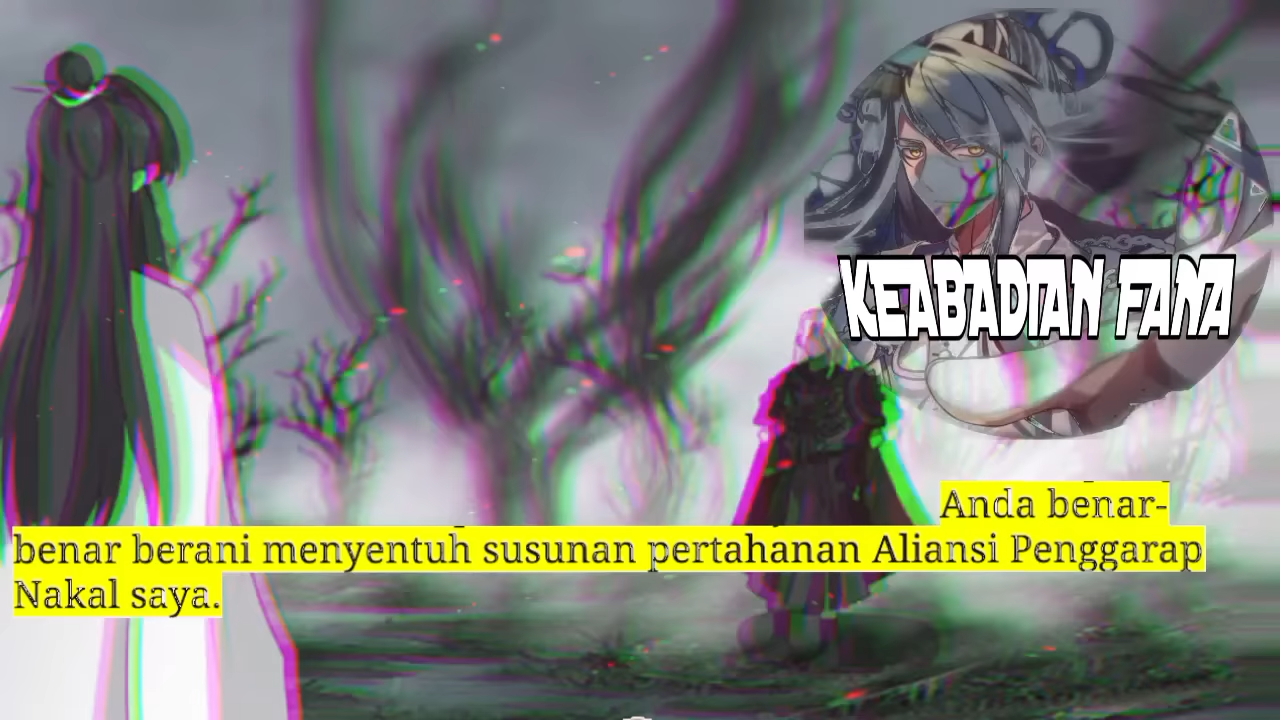 KEABADIAN FANA
Anda benar-
benar berani menyentuh susunan pertahanan Aliansi Penggarap
Nakal saya.